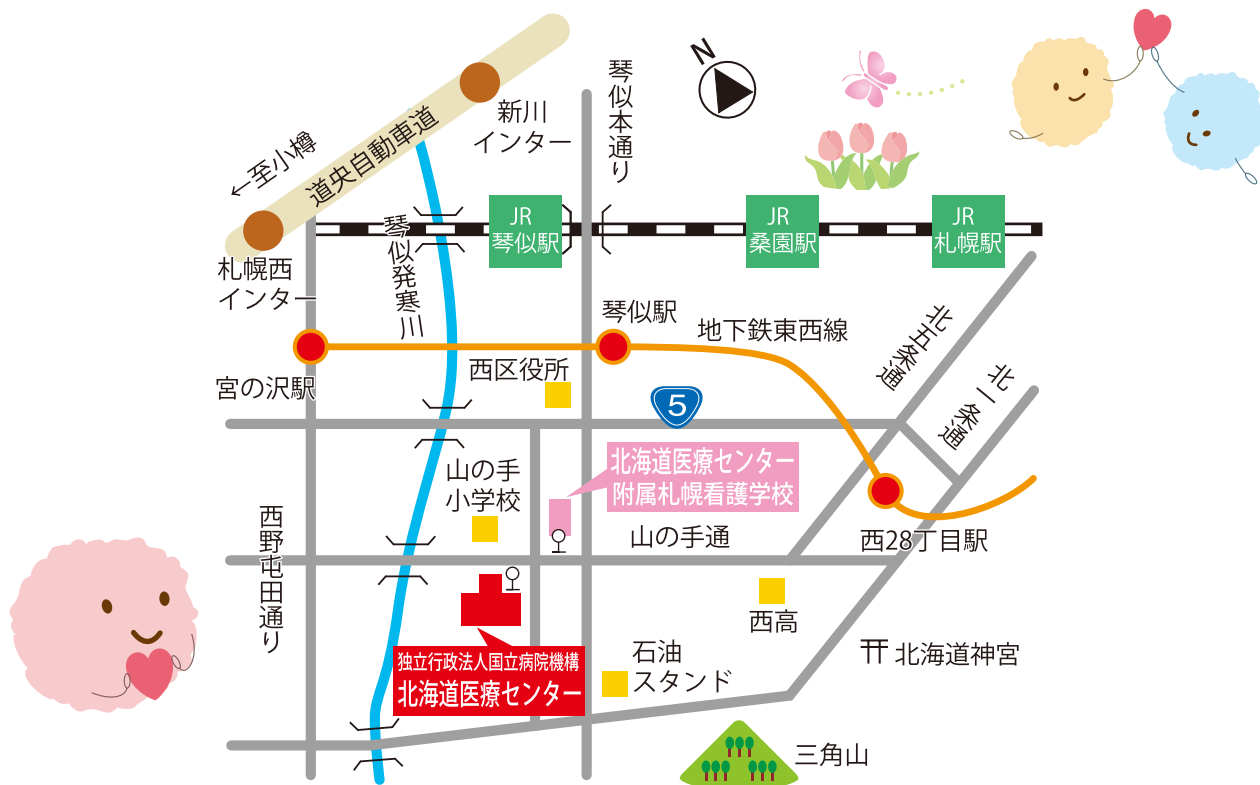 N
新川
インター
琴似本通り
←至小樽
道央自動車道
札幌西
インター
琴似発寒川
JR
琴似駅
JR
桑園駅
JR
札幌駅
琴似駅
地下鉄東西線
北五条通
北一条通
宮の沢駅
西区役所
5
山の手
小学校
北海道医療センター
附属札幌看護学校
西野屯田通り
山の手通
西28丁目駅
西高
独立行政法人国立病院機構
北海道医療センター
石油
スタンド
北海道神宮
三角山